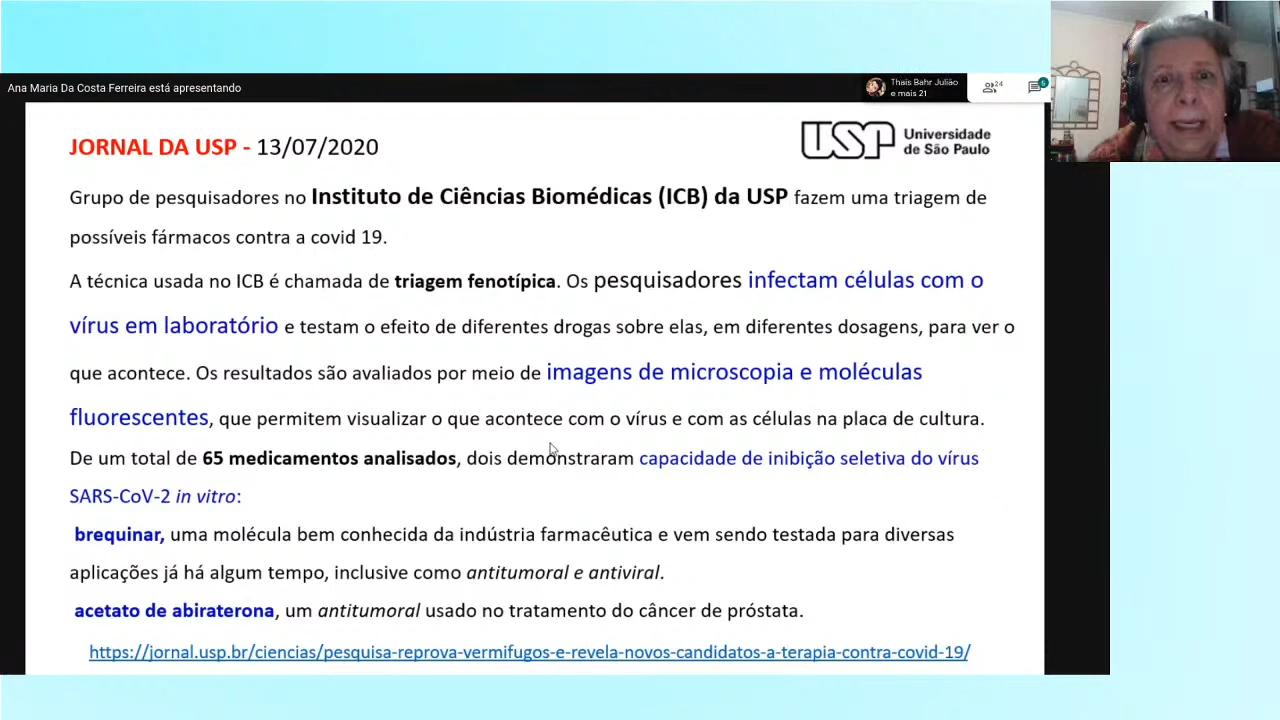 Ana Maria Da Costa Ferreira está apresentando
Thaís Bahr Julião
e mais 21
24
6
JORNAL DA USP - 13/07/2020
USP Universidade
de São Paulo
Grupo de pesquisadores no Instituto de Ciências Biomédicas (ICB) da USP fazem uma triagem de
possíveis fármacos contra a covid 19.
A técnica usada no ICB é chamada de triagem fenotípica. Os pesquisadores infectam células com o
vírus em laboratório e testam o efeito de diferentes drogas sobre elas, em diferentes dosagens, para ver o
que acontece. Os resultados são avaliados por meio de imagens de microscopia e moléculas
fluorescentes, que permitem visualizar o que acontece com o vírus e com as células na placa de cultura.
De um total de 65 medicamentos analisados, dois demonstraram capacidade de inibição seletiva do vírus
SARS-CoV-2 in vitro:
brequinar, uma molécula bem conhecida da indústria farmacêutica e vem sendo testada para diversas
aplicações já há algum tempo, inclusive como antitumoral e antiviral.
acetato de abiraterona, um antitumoral usado no tratamento do câncer de próstata.
https://jornal.usp.br/ciencias/pesquisa-reprova-vermifugos-e-revela-novos-candidatos-a-terapia-contra-covid-19/